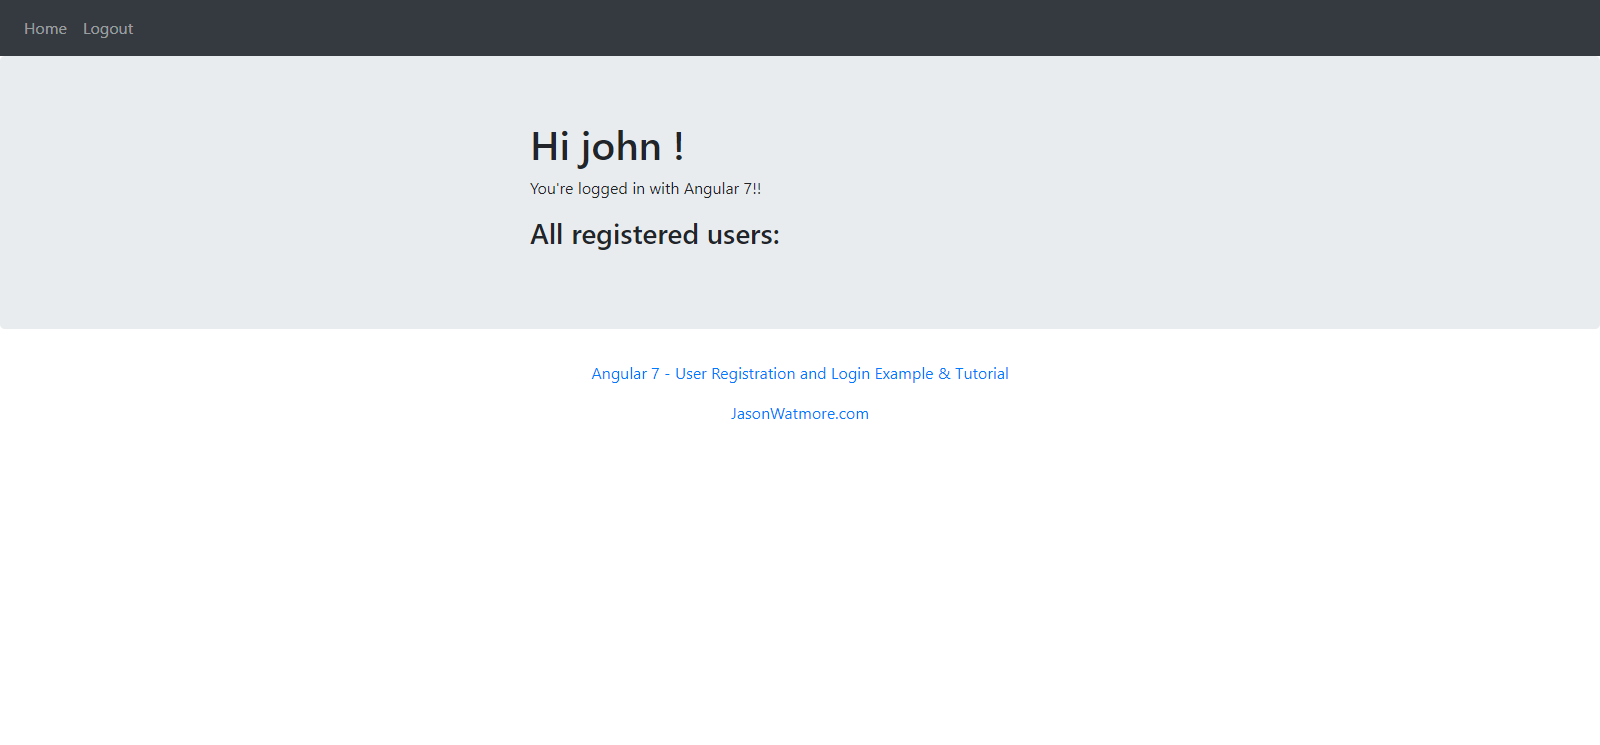 Home Logout
Hi john !
You're logged in with Angular 7!!
All registered users:
Angular 7 - User Registration and Login Example & Tutorial
JasonWatmore.com